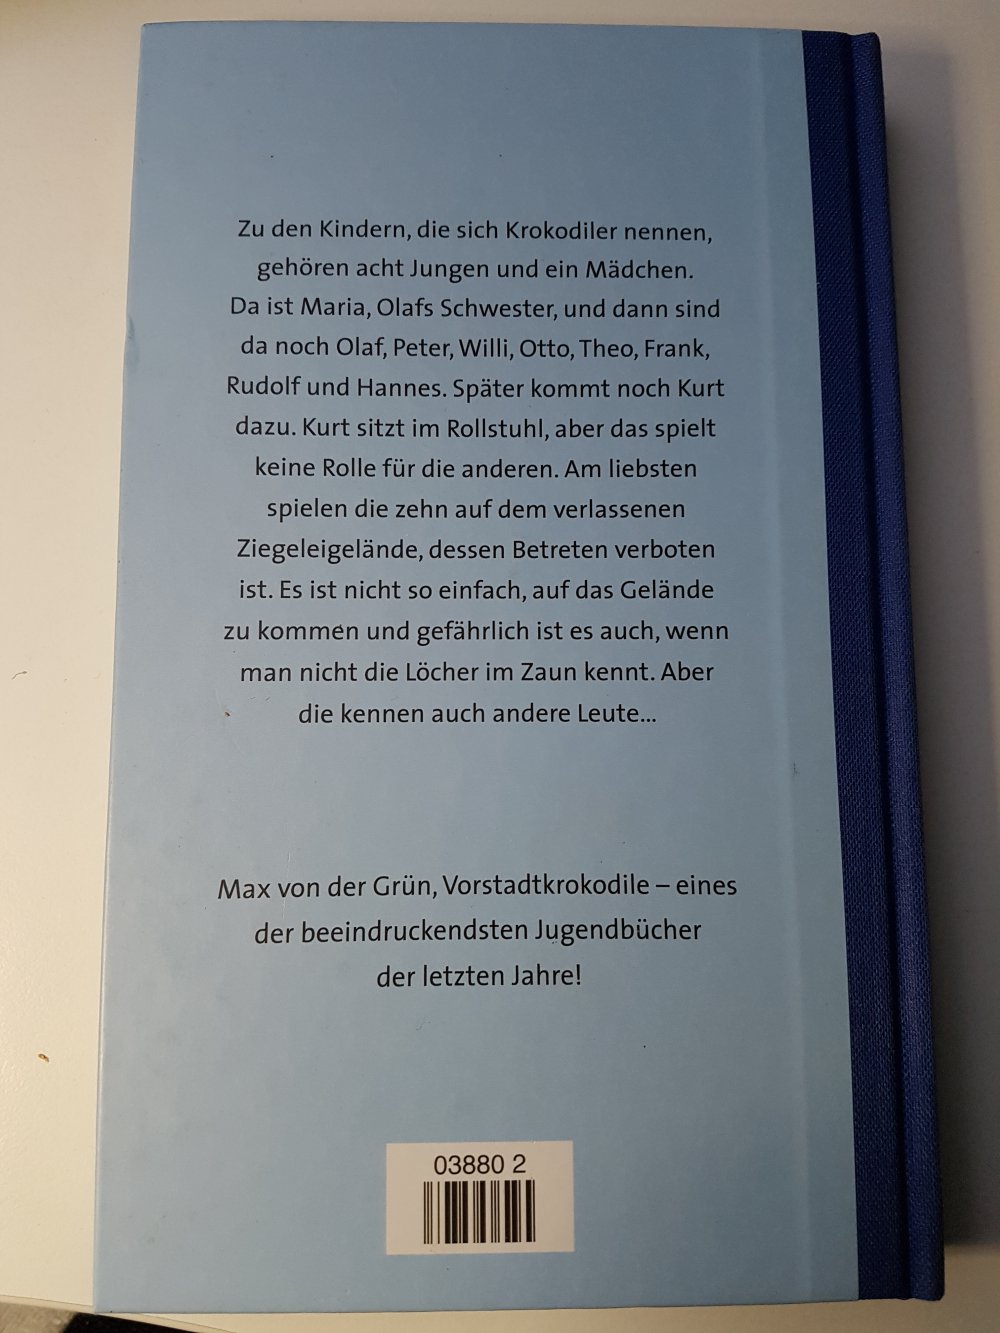 Zu den Kindern, die sich Krokodiler nennen,
gehören acht Jungen und ein Mädchen.
Da ist Maria, Olafs Schwester, und dann sind
da noch Olaf, Peter, Willi, Otto, Theo, Frank,
Rudolf und Hannes. Später kommt noch Kurt
dazu. Kurt sitzt im Rollstuhl, aber das spielt
keine Rolle für die anderen. Am liebsten
spielen die zehn auf dem verlassenen
Ziegeleigelände, dessen Betreten verboten
ist. Es ist nicht so einfach, auf das Gelände
zu kommen und gefährlich ist es auch, wenn
man nicht die Löcher im Zaun kennt. Aber
die kennen auch andere Leute...
Max von der Grün, Vorstadtkrokodile – eines
der beeindruckendsten Jugendbücher
der letzten Jahre!
03880 2